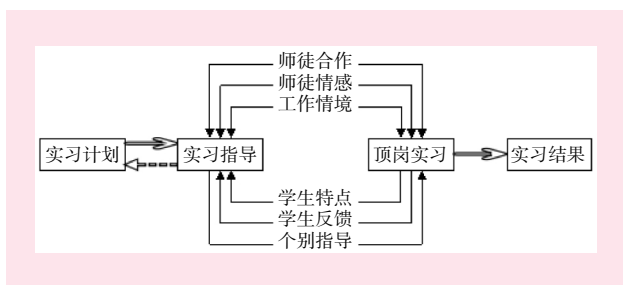 师徒合作
师徒情感
工作情境
实习计划 实习指导 顶岗实习 实习结果
学生特点
学生反馈
个别指导